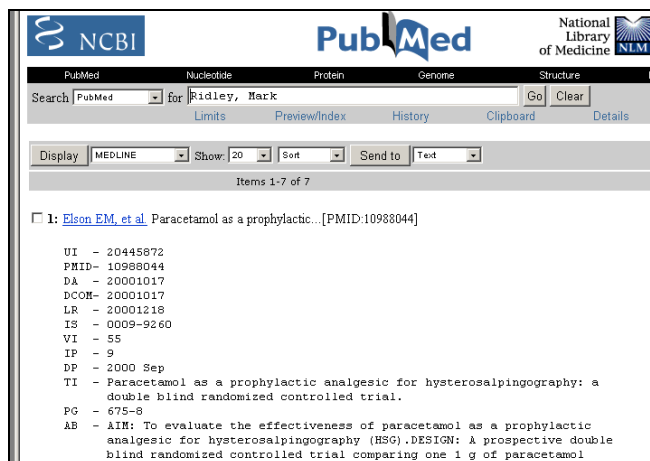 NCBI
PubMed
National
Library
of Medicine NLM
PubMed Nucleotide Protein Genome Structure
Search PubMed for Ridley, Mark Go Clear
Limits Preview/Index History Clipboard Details
Display MEDLINE Show: 20 Sort Send to Text
Items 1-7 of 7
1: Elson EM, et al. Paracetamol as a prophylactic...[PMID:10988044]
UI - 20445872
PMID- 10988044
DA - 20001017
DCOM- 20001017
LR - 20001218
IS - 0009-9260
VI - 55
IP - 9
DP - 2000 Sep
TI - Paracetamol as a prophylactic analgesic for hysterosalpingography: a
double blind randomized controlled trial.
PG - 675-8
AB - AIM: To evaluate the effectiveness of paracetamol as a prophylactic
analgesic for hysterosalpingography (HSG).DESIGN: A prospective double
blind randomized controlled trial comparing one 1 g of paracetamol